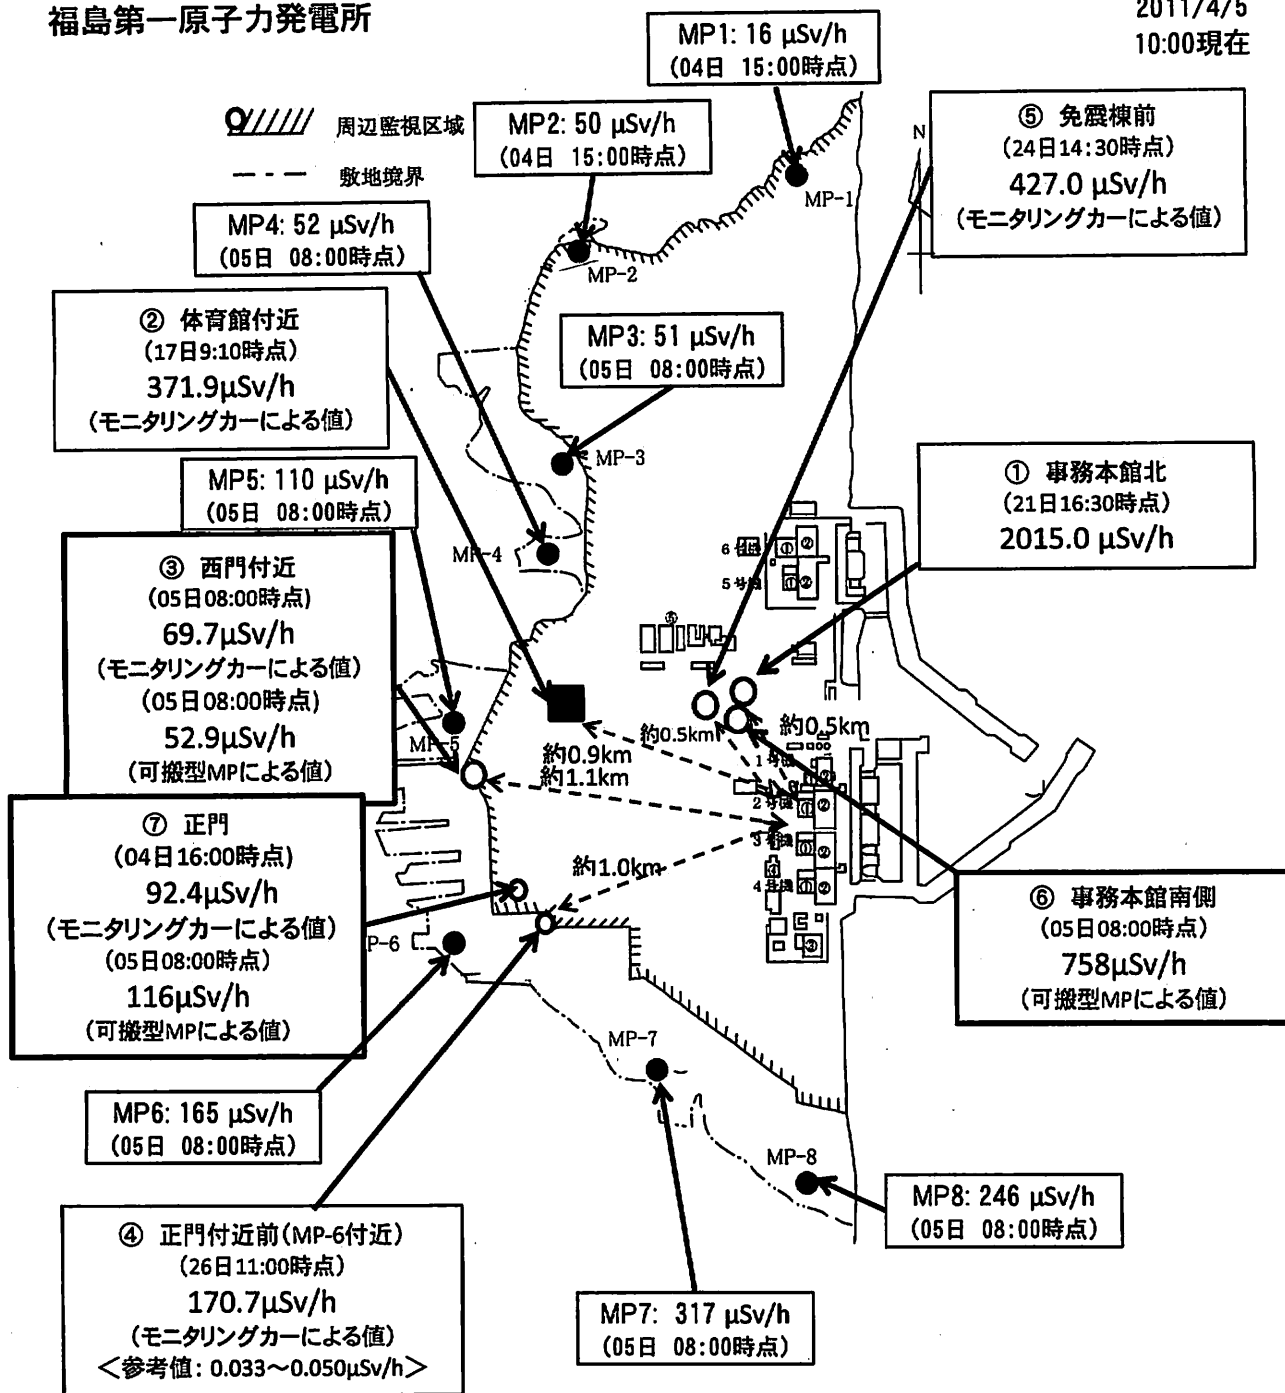 福島第一原子力発電所
2011/4/5
10:00現在
MP1: 16 μSv/h
(04日 15:00時点)
周辺監視区域
敷地境界
MP2: 50 μSv/h
(04日 15:00時点)
⑤ 免震棟前
(24日14:30時点)
427.0 μSv/h
(モニタリングカーによる値)
N
MP-1
MP4: 52 μSv/h
(05日 08:00時点)
MP-2
② 体育館付近
(17日9:10時点)
371.9μSv/h
(モニタリングカーによる値)
MP3: 51 μSv/h
(05日 08:00時点)
MP-3
MP5: 110 μSv/h
(05日 08:00時点)
① 事務本館北
(21日16:30時点)
2015.0 μSv/h
MP-4
6号機
① ②
5号機
① ②
③ 西門付近
(05日08:00時点)
69.7μSv/h
(モニタリングカーによる値)
(05日08:00時点)
52.9μSv/h
(可搬型MPによる値)
MP-5
約0.9km
約1.1km
約0.5km
約0.5km
1号機
②
2号機
① ②
3号機
① ②
4号機
① ②
③
約1.0km
⑦ 正門
(04日16:00時点)
92.4μSv/h
(モニタリングカーによる値)
(05日08:00時点)
116μSv/h
(可搬型MPによる値)
P-6
⑥ 事務本館南側
(05日08:00時点)
758μSv/h
(可搬型MPによる値)
MP-7
MP6: 165 μSv/h
(05日 08:00時点)
MP-8
MP8: 246 μSv/h
(05日 08:00時点)
④ 正門付近前(MP-6付近)
(26日11:00時点)
170.7μSv/h
(モニタリングカーによる値)
<参考値: 0.033～0.050μSv/h>
MP7: 317 μSv/h
(05日 08:00時点)